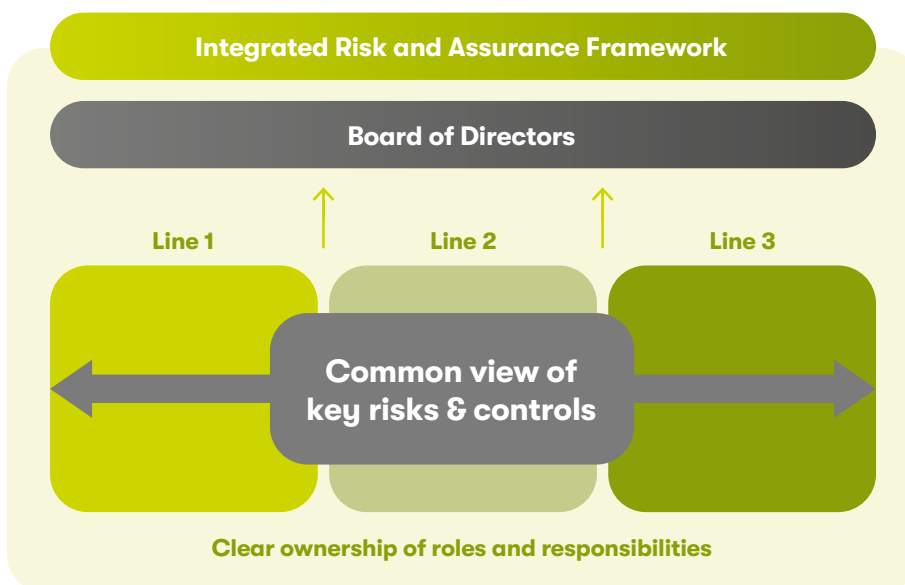 Integrated Risk and Assurance Framework
Board of Directors
Line 1
Line 2
Line 3
Common view of
key risks & controls
Clear ownership of roles and responsibilities